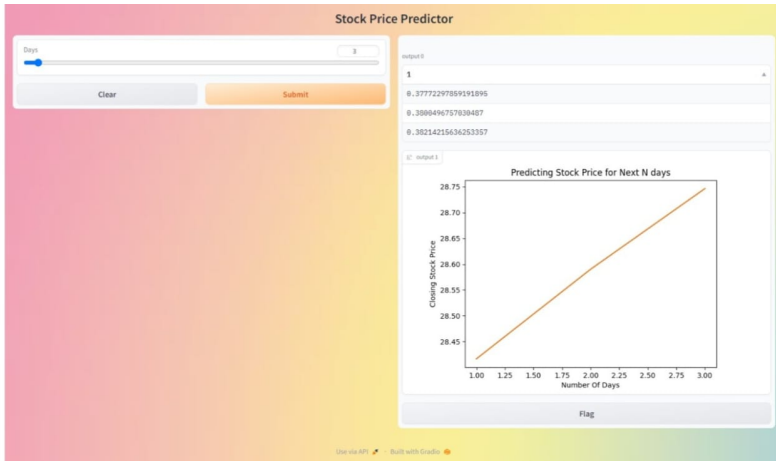 Stock Price Predictor
Days
3
Clear
Submit
output 0
1
0.37772297859191895
0.3800496757030487
0.38214215636253357
output 1
Predicting Stock Price for Next N days
Closing Stock Price
28.75
28.70
28.65
28.60
28.55
28.50
28.45
1.00 1.25 1.50 1.75 2.00 2.25 2.50 2.75 3.00
Number Of Days
Flag
Use via API · Built with Gradio